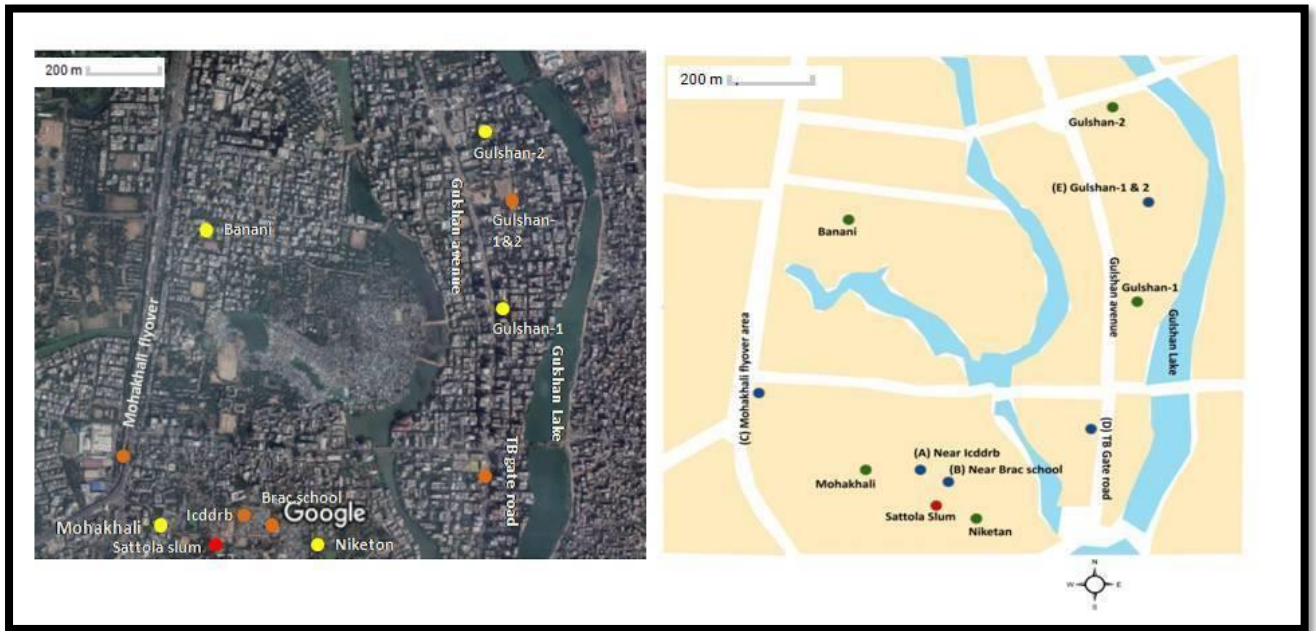 200 m
Gulshan-2
Gulshan-
1&2
Gulshan avenue
Banani
Gulshan-1
Gulshan Lake
Mohakhali flyover
TB gate road
Brac school
Icddrb
Google
Mohakhali
Sattola slum
Niketon
200 m
Gulshan-2
(E) Gulshan-1 & 2
Banani
Gulshan avenue
Gulshan-1
Gulshan Lake
(C) Mohakhali flyover area
(D) TB Gate road
(A) Near Icddrb
(B) Near Brac school
Mohakhali
Sattola Slum
Niketan
N
W
E
S